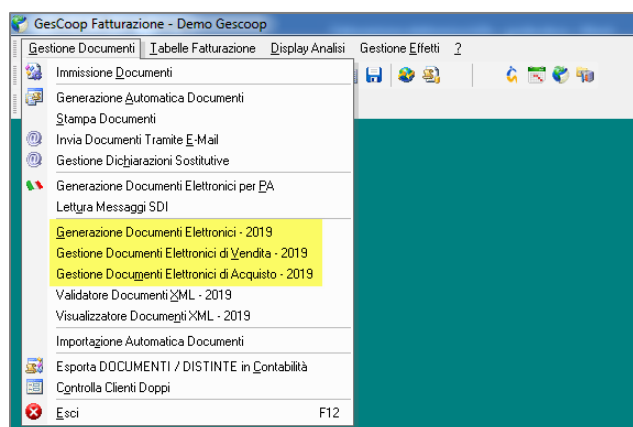 GesCoop Fatturazione - Demo Gescoop
Gestione Documenti Tabelle Fatturazione Display Analisi Gestione Effetti ?
Immissione Documenti
Generazione Automatica Documenti
Stampa Documenti
Invia Documenti Tramite E-Mail
Gestione Dichiarazioni Sostitutive
Generazione Documenti Elettronici per PA
Lettura Messaggi SDI
Generazione Documenti Elettronici - 2019
Gestione Documenti Elettronici di Vendita - 2019
Gestione Documenti Elettronici di Acquisto - 2019
Validatore Documenti XML - 2019
Visualizzatore Documenti XML - 2019
Importazione Automatica Documenti
Esporta DOCUMENTI / DISTINTE in Contabilità
Controlla Clienti Doppi
Esci F12